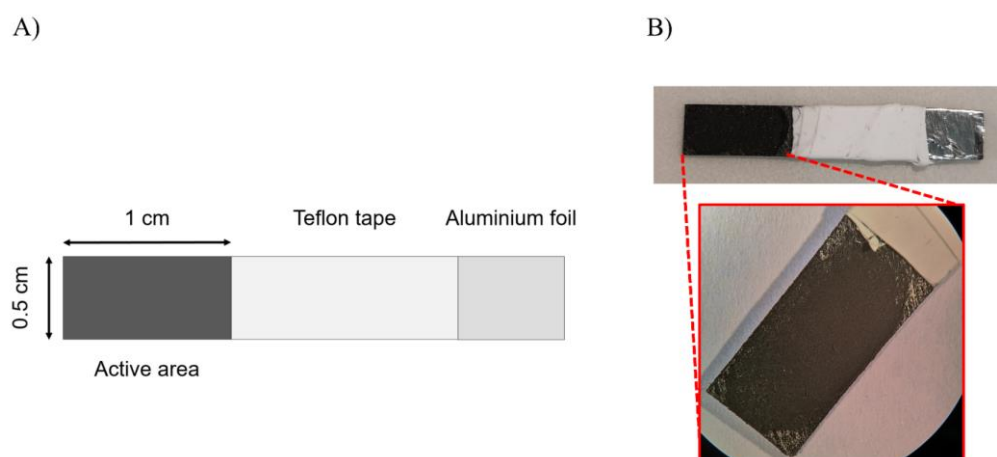 A)
B)
1 cm
Teflon tape
Aluminium foil
0.5 cm
Active area